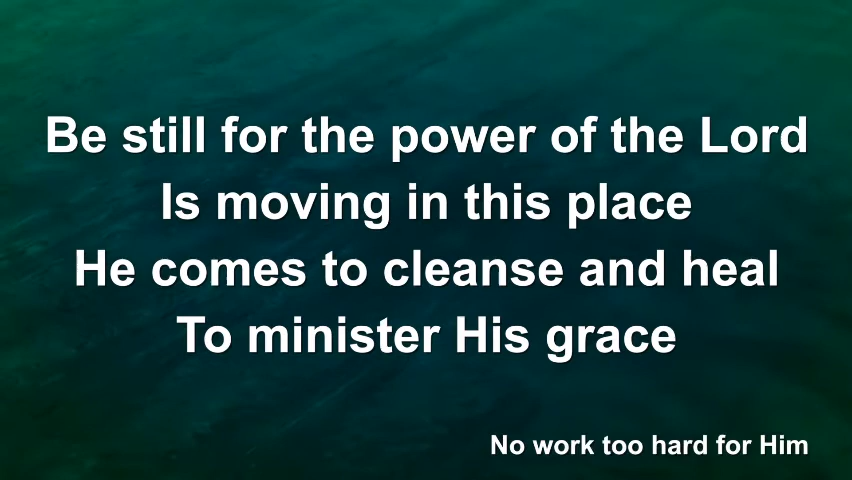 Be still for the power of the Lord
Is moving in this place
He comes to cleanse and heal
To minister His grace
No work too hard for Him